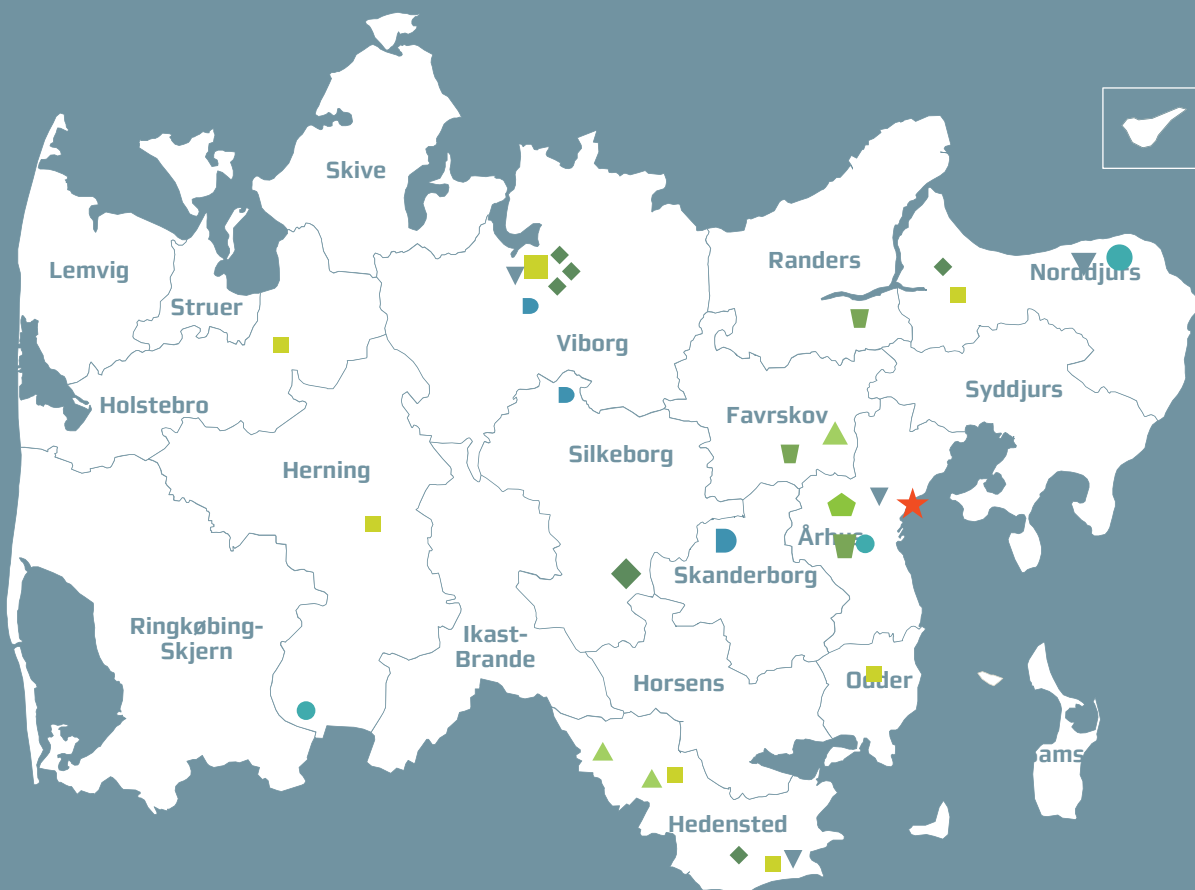 Skive
Lemvig
Randers
Norddjurs
Struer
Viborg
Syddjurs
Holstebro
Favrskov
Silkeborg
Herning
Århus
Skanderborg
Ringkøbing-
Skjern
Ikast-
Brande
Horsens
Odder
ams
Hedensted